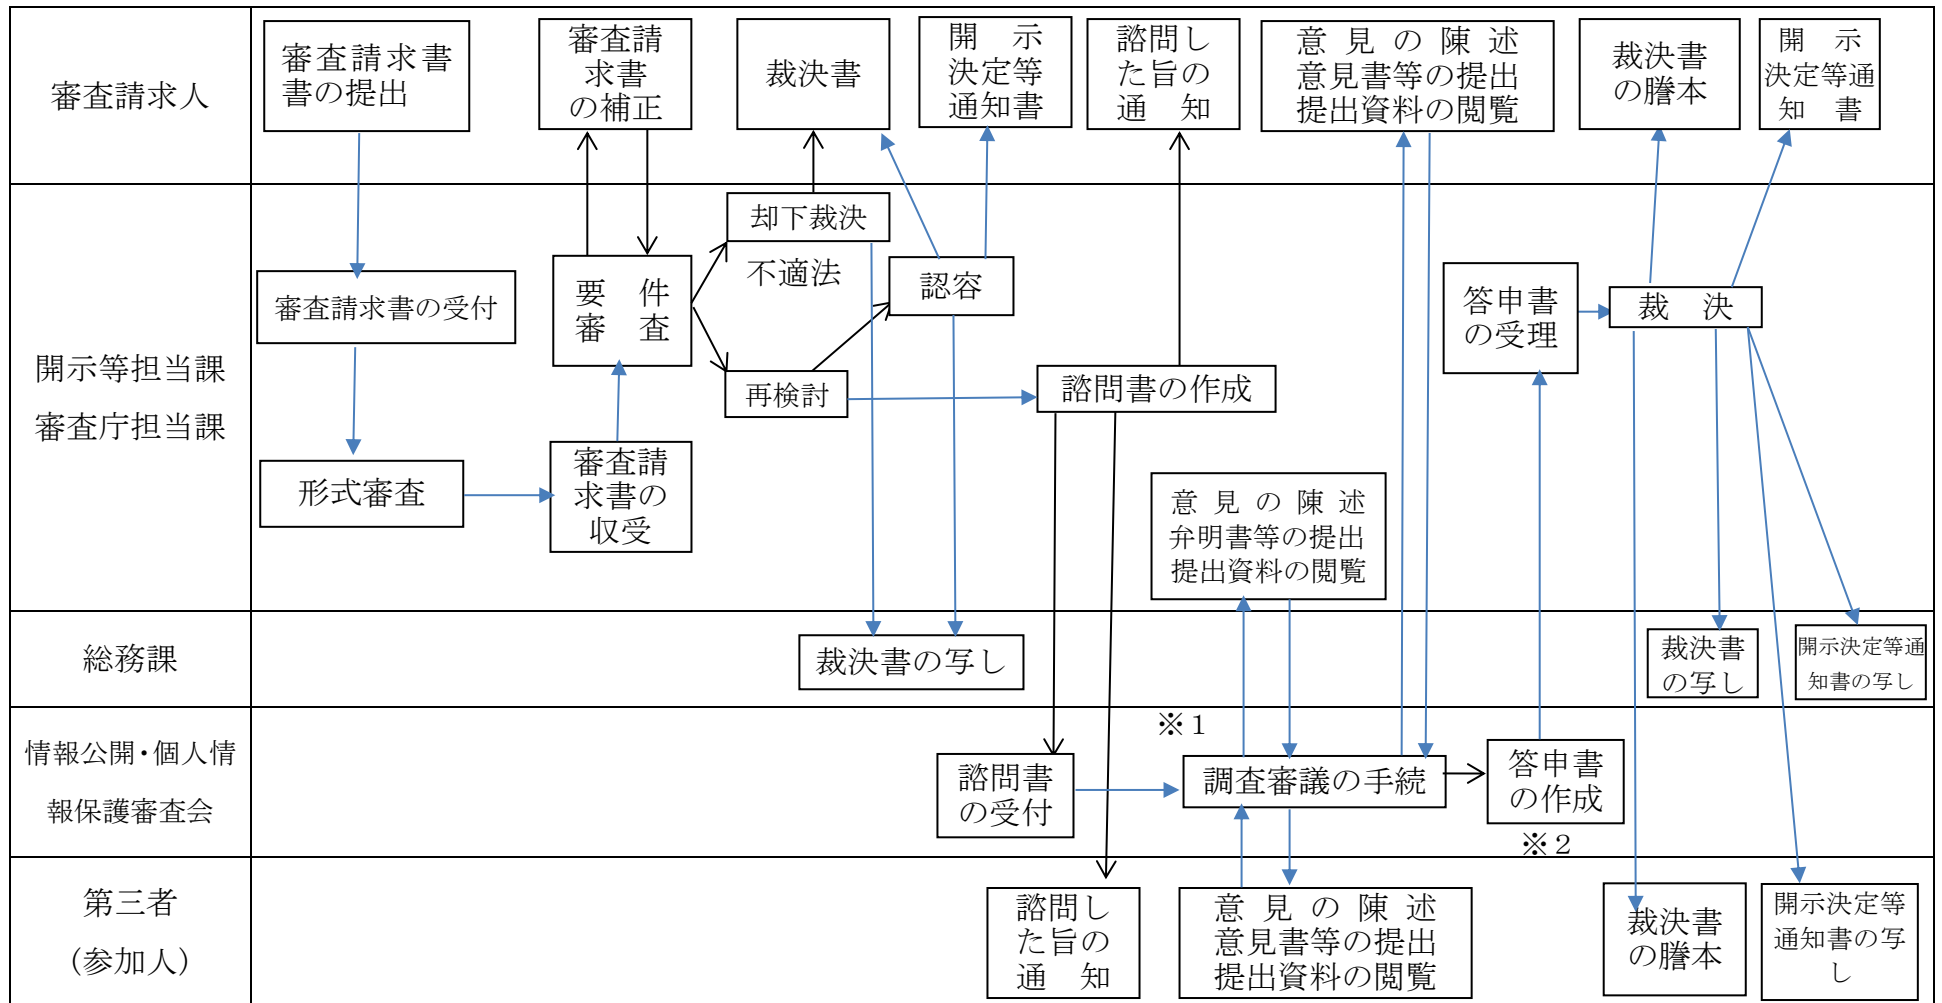 審査請求人
審査請求書
書の提出
審査請
求書
の補正
裁決書
開　示
決定等
通知書
諮問し
た旨の
通　知
意見の陳述
意見書等の提出
提出資料の閲覧
裁決書
の謄本
開　示
決定等通
知　書
開示等担当課
審査庁担当課
審査請求書の受付
形式審査
審査請
求書の
収受
要　件
審　査
却下裁決
不適法
再検討
認容
諮問書の作成
意見の陳述
弁明書等の提出
提出資料の閲覧
答申書
の受理
裁　決
総務課
裁決書の写し
裁決書
の写し
開示決定等通
知書の写し
情報公開・個人情
報保護審査会
諮問書
の受付
※１
調査審議の手続
答申書
の作成
※２
第三者
（参加人）
諮問し
た旨の
通　知
意見の陳述
意見書等の提出
提出資料の閲覧
裁決書
の謄本
開示決定等
通知書の写
し